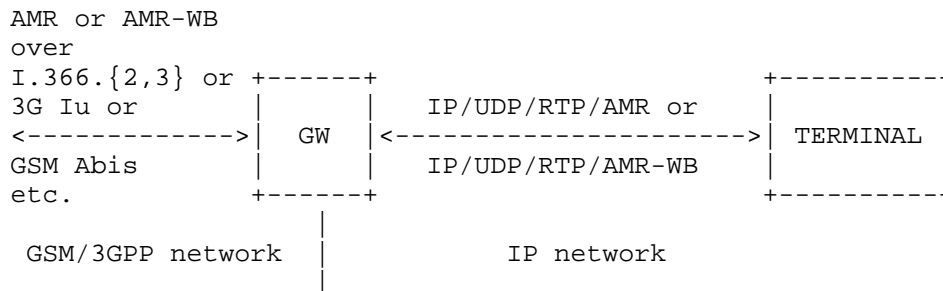 AMR or AMR-WB
over
I.366.{2,3} or +------+                        +-----------
3G Iu or       |      |   IP/UDP/RTP/AMR or    |
<------------->|  GW  |<---------------------->| TERMINAL
GSM Abis       |      |   IP/UDP/RTP/AMR-WB    |
etc.           +------+                        +-----------
                   |
 GSM/3GPP network  |           IP network
                   |